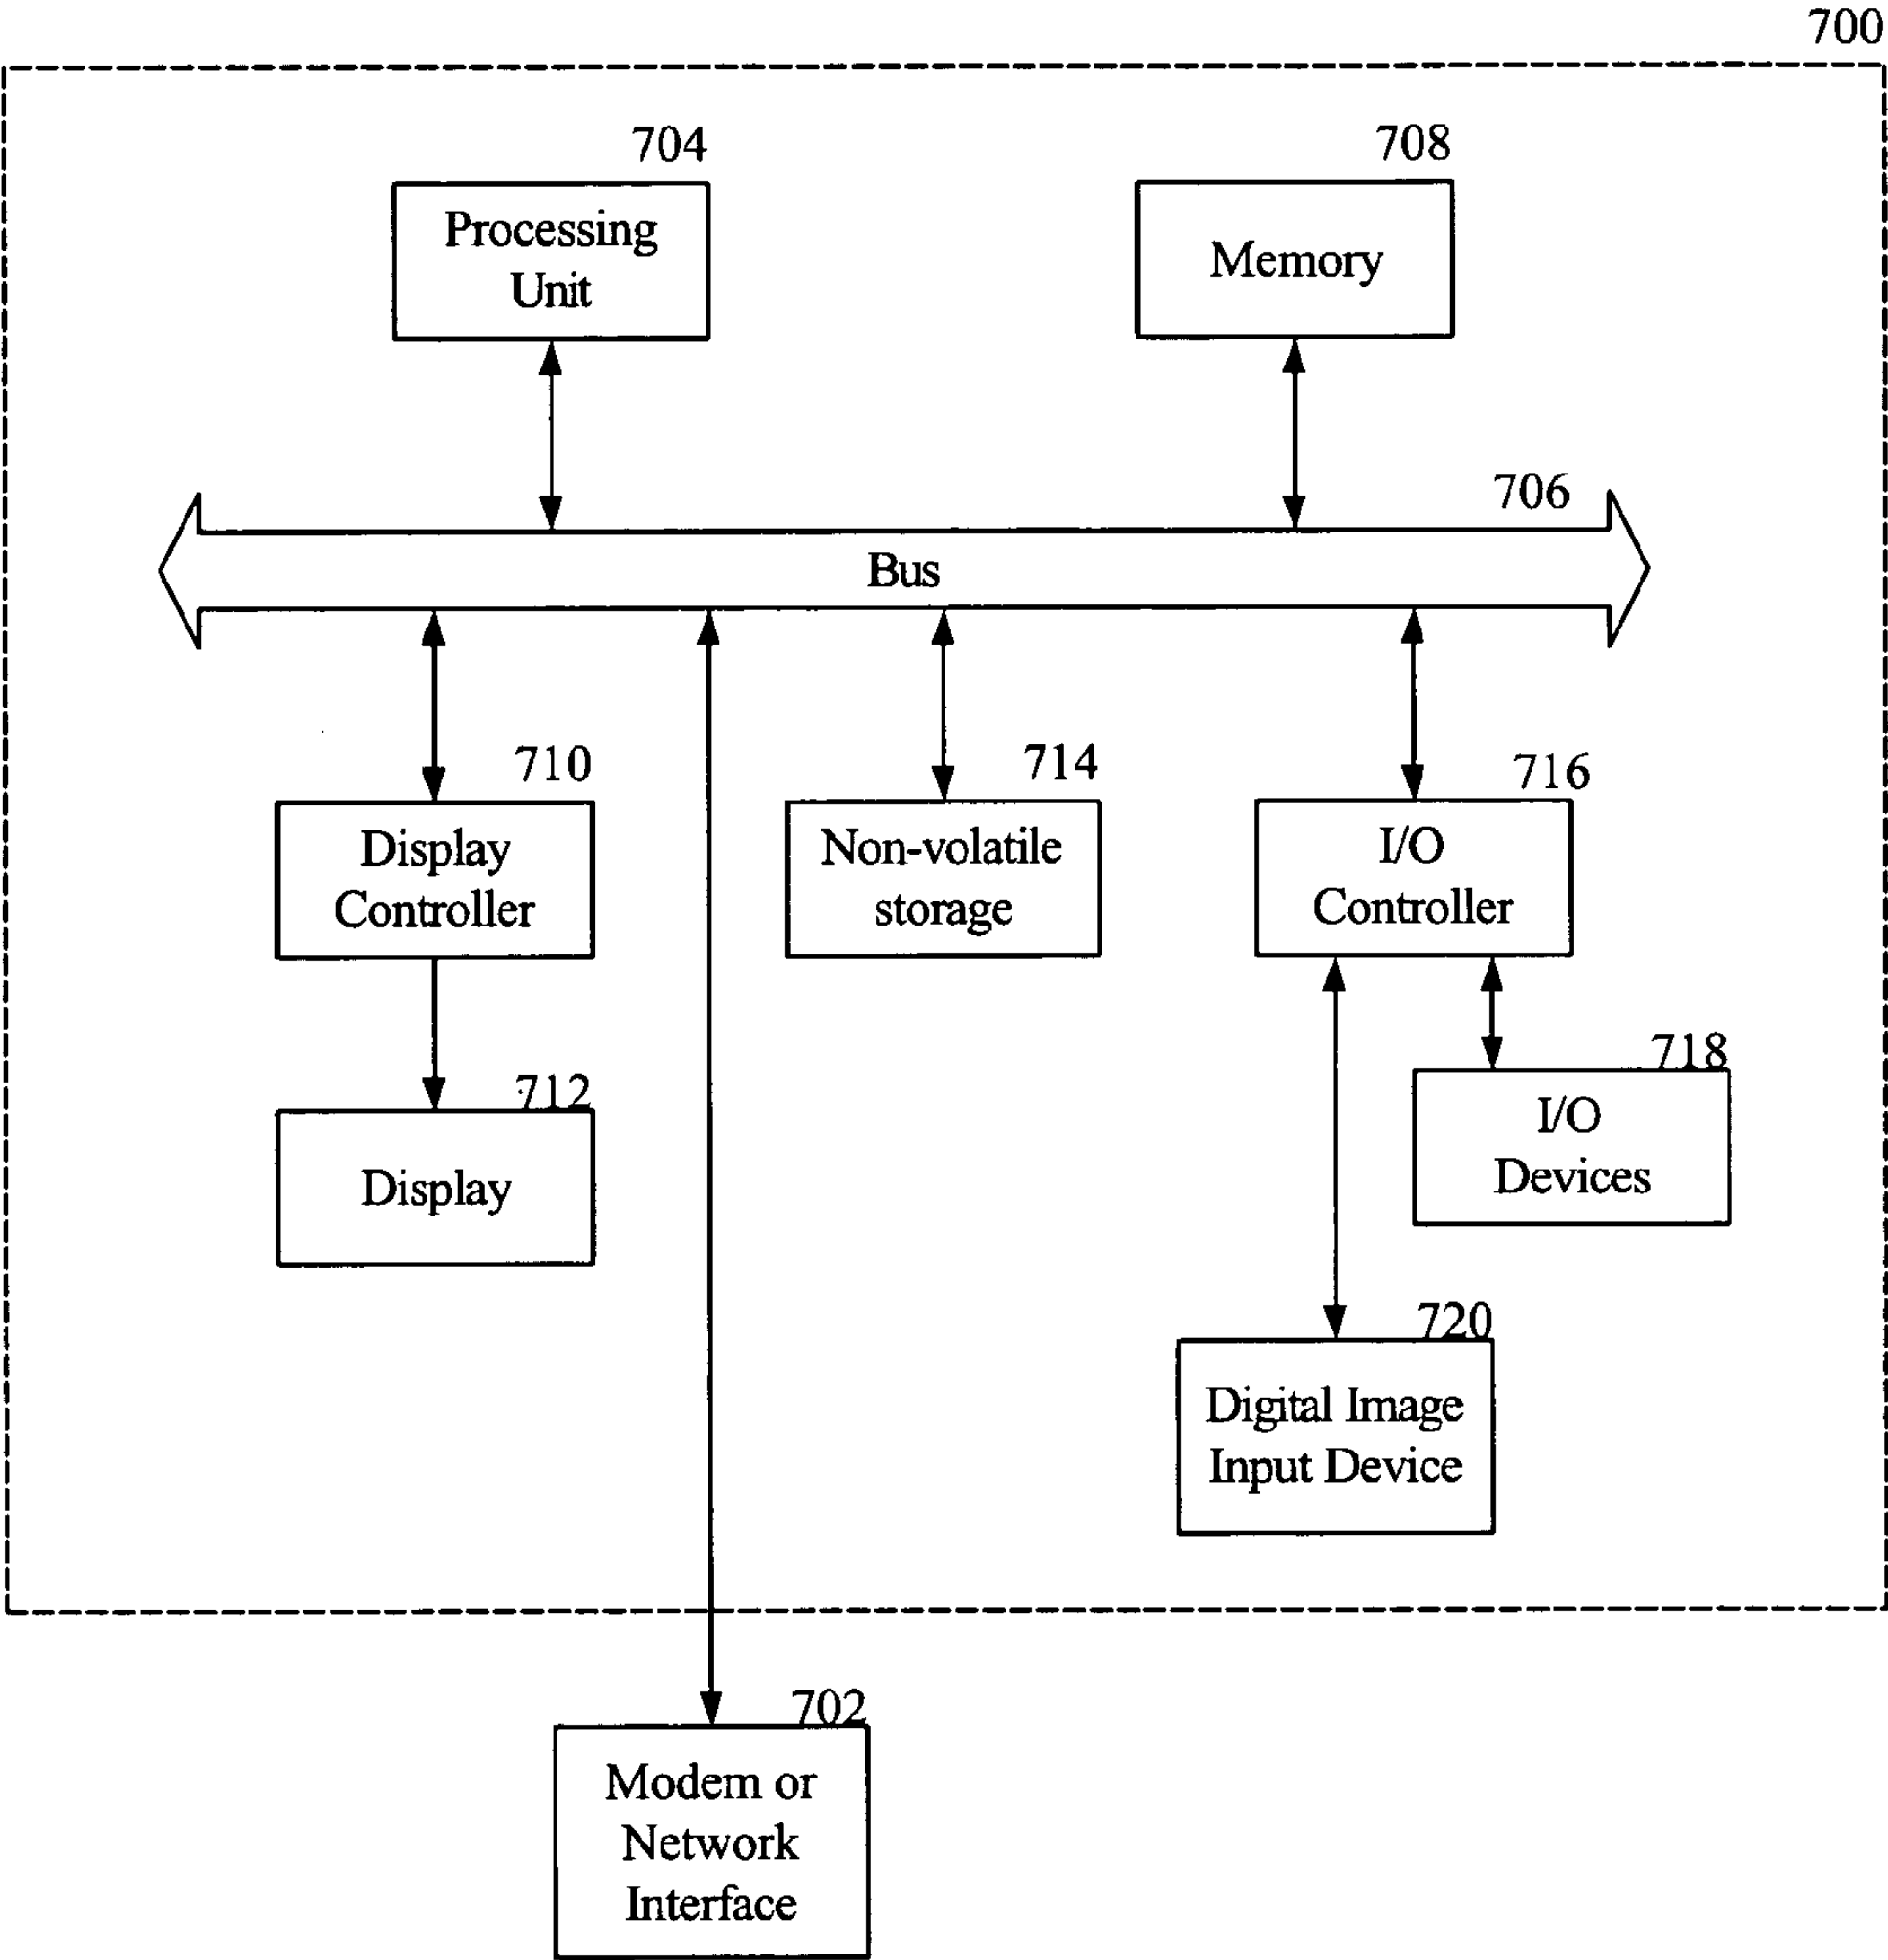 700
704
708
Processing
Unit
Memory
706
Bus
710
714
716
Display
Controller
Non-volatile
storage
I/O
Controller
712
718
Display
I/O
Devices
720
Digital Image
Input Device
702
Modem or
Network
Interface